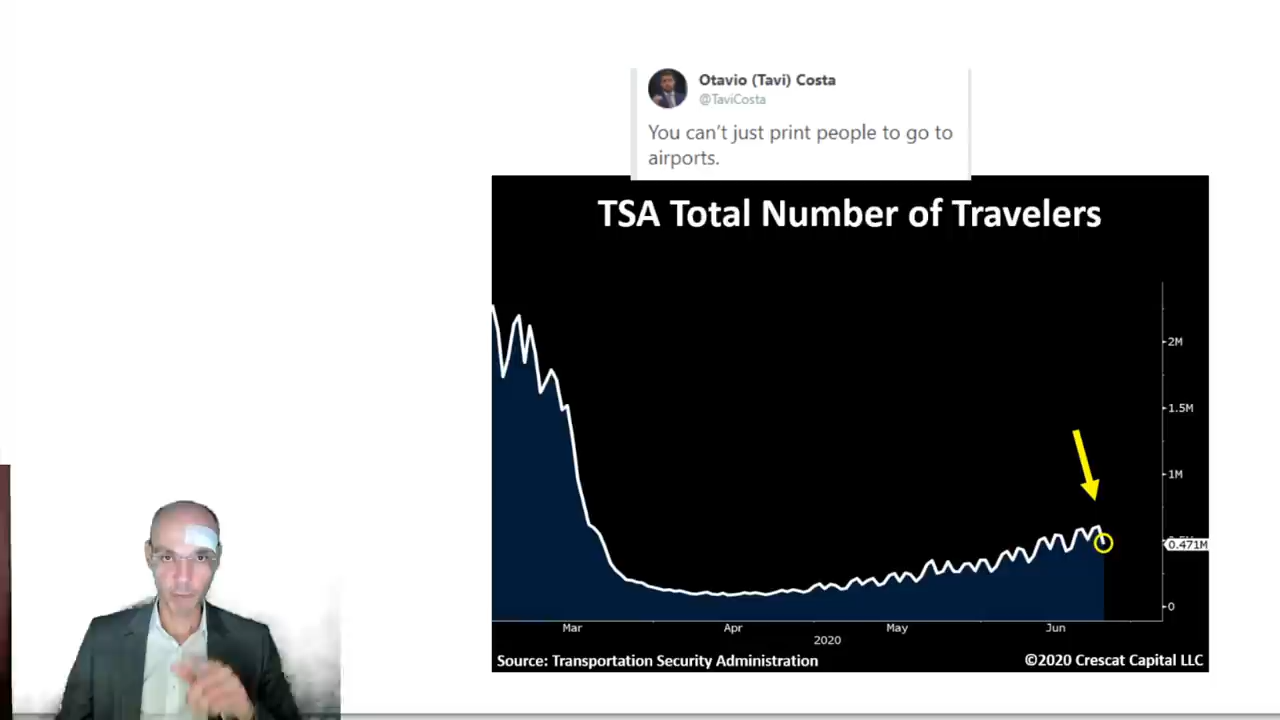 Otavio (Tavi) Costa
@TaviCosta
You can't just print people to go to
airports.
TSA Total Number of Travelers
2M
1.5M
1M
0.471M
0
Mar
Apr
May
Jun
2020
Source: Transportation Security Administration
©2020 Crescat Capital LLC